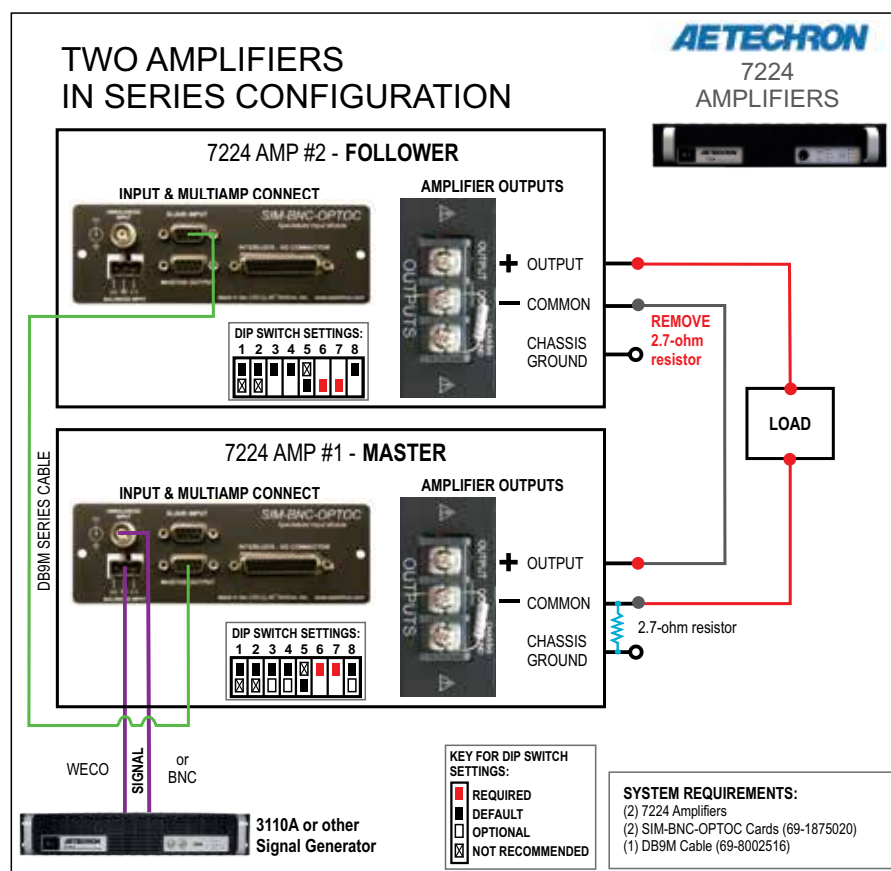 TWO AMPLIFIERS
IN SERIES CONFIGURATION
AETECHRON
7224
AMPLIFIERS
7224 AMP #2 - FOLLOWER
INPUT & MULTIAMP CONNECT
AMPLIFIER OUTPUTS
SIM-BNC-OPTOC
OUTPUTS
OUTPUT
+ OUTPUT
– COMMON
CHASSIS
GROUND
REMOVE
2.7-ohm
resistor
DIP SWITCH SETTINGS:
1 2 3 4 5 6 7 8
LOAD
DB9M SERIES CABLE
7224 AMP #1 - MASTER
INPUT & MULTIAMP CONNECT
AMPLIFIER OUTPUTS
SIM-BNC-OPTOC
OUTPUTS
OUTPUT
+ OUTPUT
– COMMON
CHASSIS
GROUND
2.7-ohm resistor
DIP SWITCH SETTINGS:
1 2 3 4 5 6 7 8
WECO
SIGNAL
or
BNC
3110A or other
Signal Generator
KEY FOR DIP SWITCH
SETTINGS:
REQUIRED
DEFAULT
OPTIONAL
NOT RECOMMENDED
SYSTEM REQUIREMENTS:
(2) 7224 Amplifiers
(2) SIM-BNC-OPTOC Cards (69-1875020)
(1) DB9M Cable (69-8002516)